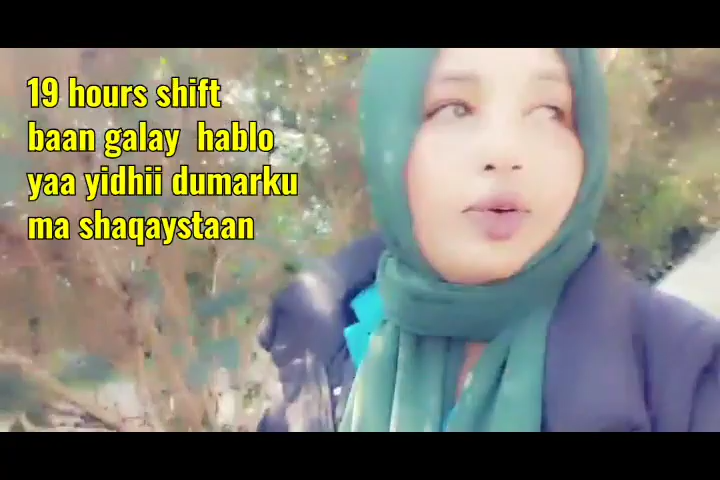 19 hours shift
baan galay hablo
yaa yidhii dumarku
ma shaqaystaan